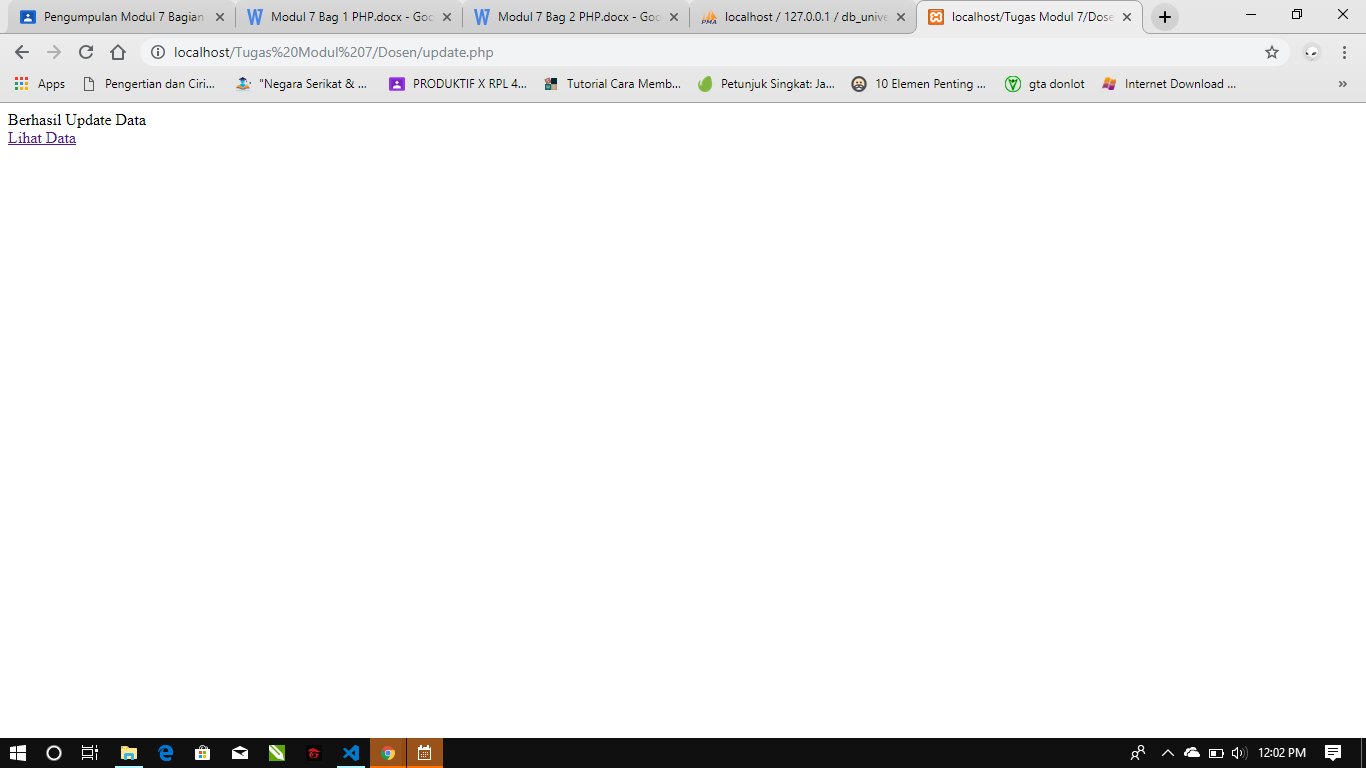 Pengumpulan Modul 7 Bagian
Modul 7 Bag 1 PHP.docx - Goo
Modul 7 Bag 2 PHP.docx - Goo
localhost / 127.0.0.1 / db_unive
localhost/Tugas Modul 7/Dose
localhost/Tugas%20Modul%207/Dosen/update.php
Apps
Pengertian dan Ciri...
"Negara Serikat & ...
PRODUKTIF X RPL 4...
Tutorial Cara Memb...
Petunjuk Singkat: Ja...
10 Elemen Penting ...
gta donlot
Internet Download ...
»
Berhasil Update Data
Lihat Data
12:02 PM